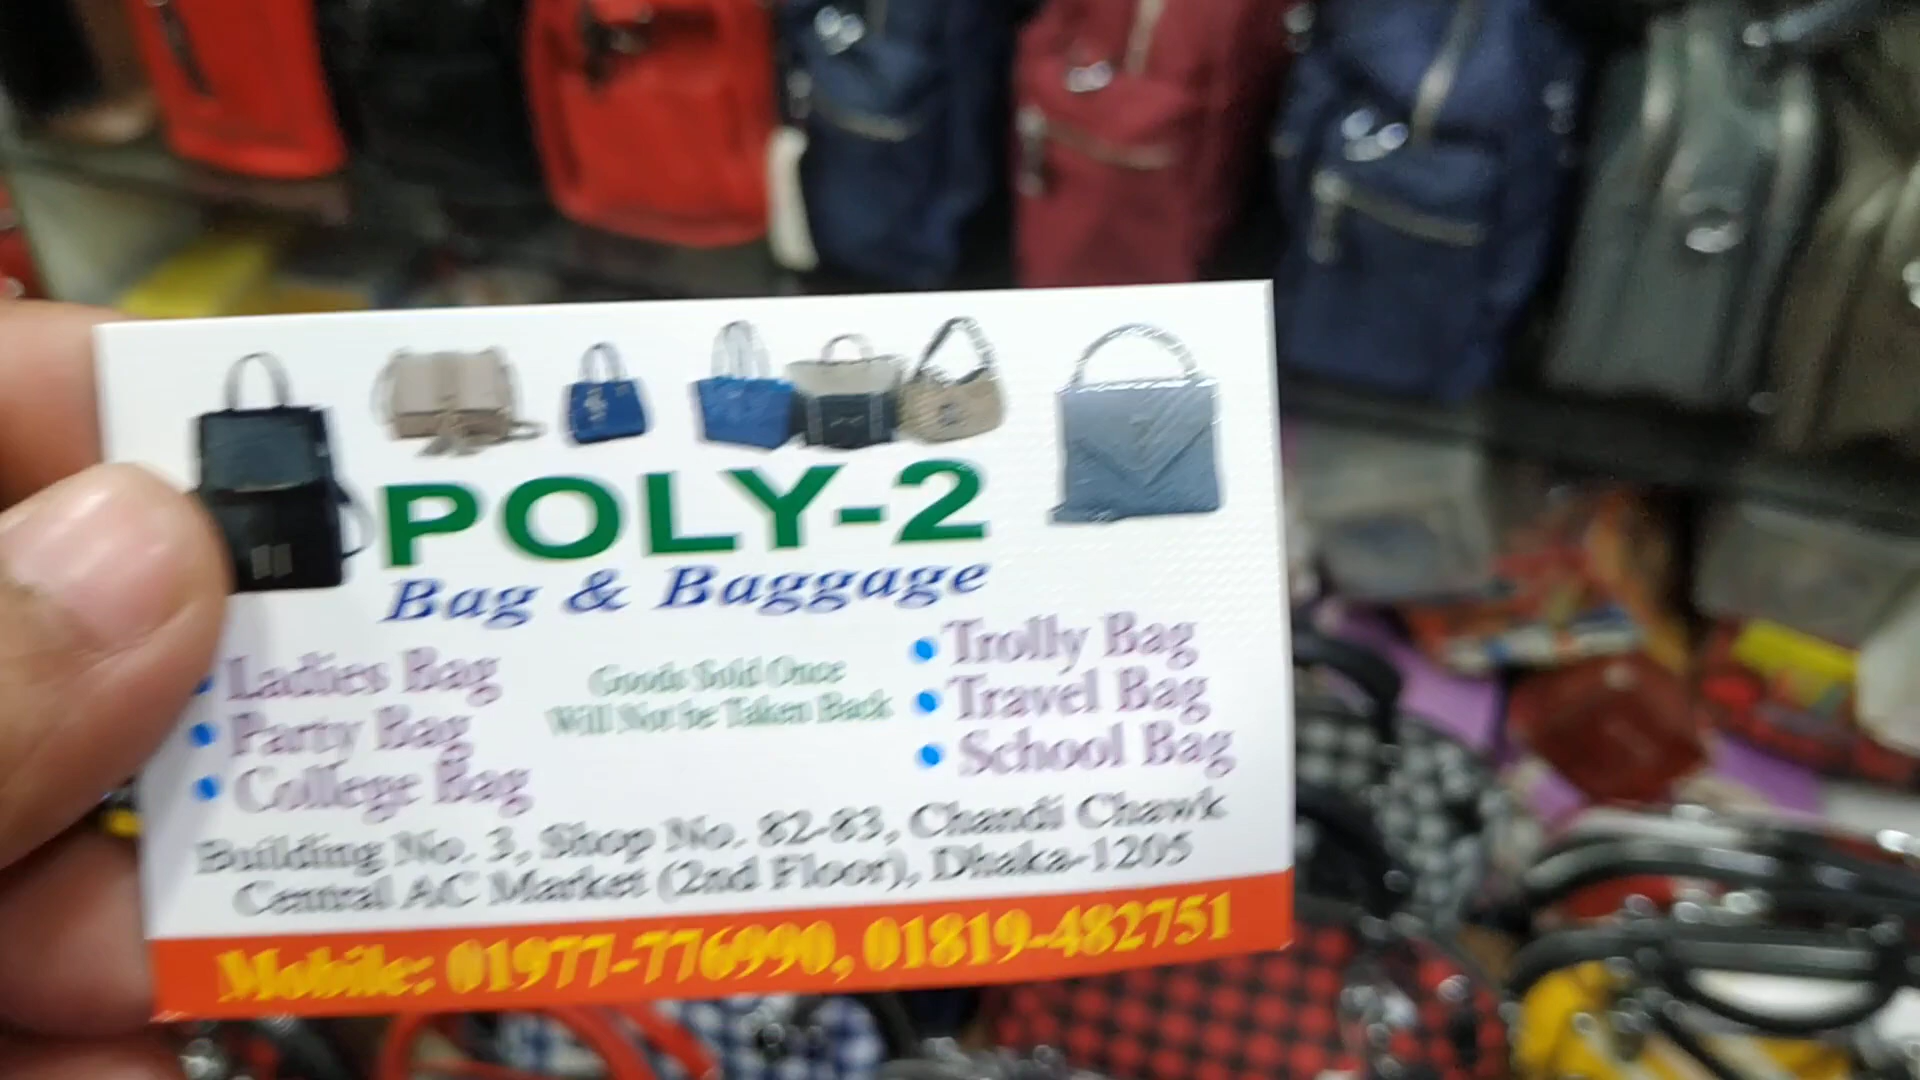 POLY-2
Bag & Baggage
Ladies Bag
Party Bag
College Bag
Goods Sold Once
Will Not be Taken Back
Trolly Bag
Travel Bag
School Bag
Building No. 3, Shop No. 82-83, Chandi Chawk
Central AC Market (2nd Floor), Dhaka-1205
Mobile: 01977-776990, 01819-482751